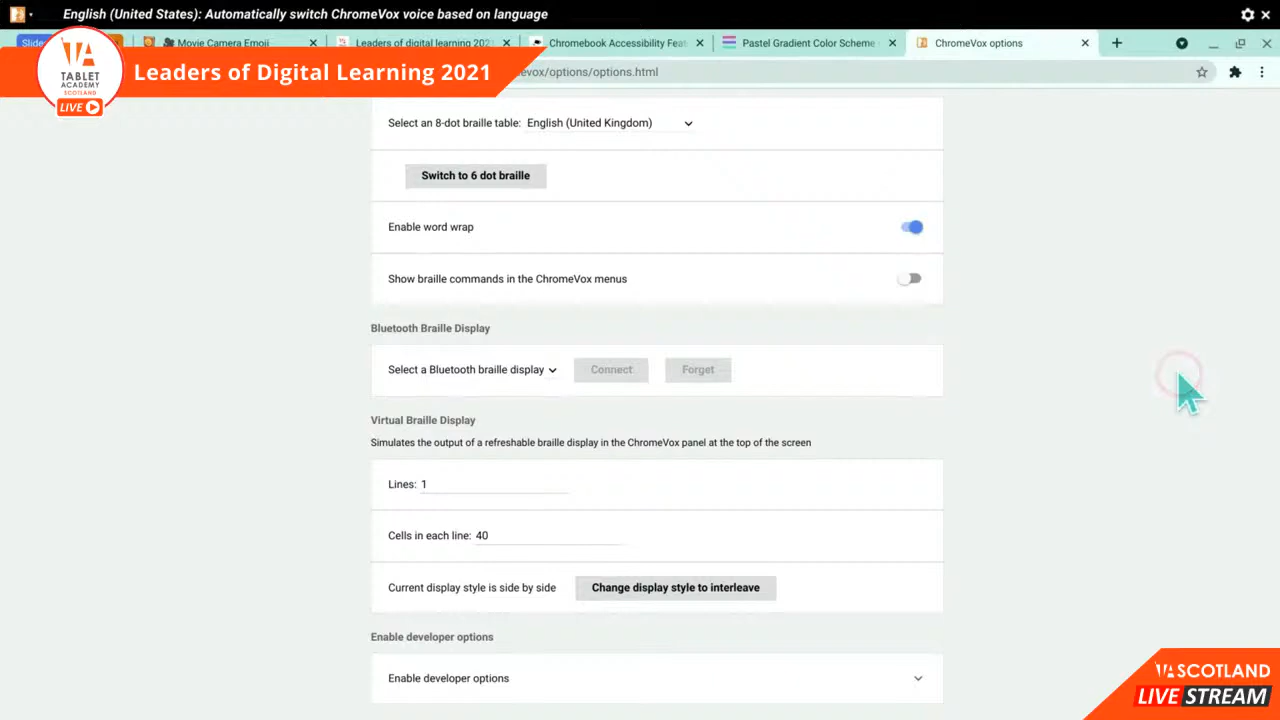 English (United States): Automatically switch ChromeVox voice based on language
Slide
Movie Camera Emoji
Leaders of digital learning 202
Chromebook Accessibility Feat
Pastel Gradient Color Scheme
ChromeVox options
TABLET
ACADEMY
SCOTLAND
LIVE
Leaders of Digital Learning 2021
evox/options/options.html
Select an 8-dot braille table: English (United Kingdom)
Switch to 6 dot braille
Enable word wrap
Show braille commands in the ChromeVox menus
Bluetooth Braille Display
Select a Bluetooth braille display
Connect
Forget
Virtual Braille Display
Simulates the output of a refreshable braille display in the ChromeVox panel at the top of the screen
Lines: 1
Cells in each line: 40
Current display style is side by side
Change display style to interleave
Enable developer options
Enable developer options
TA SCOTLAND
LIVE STREAM